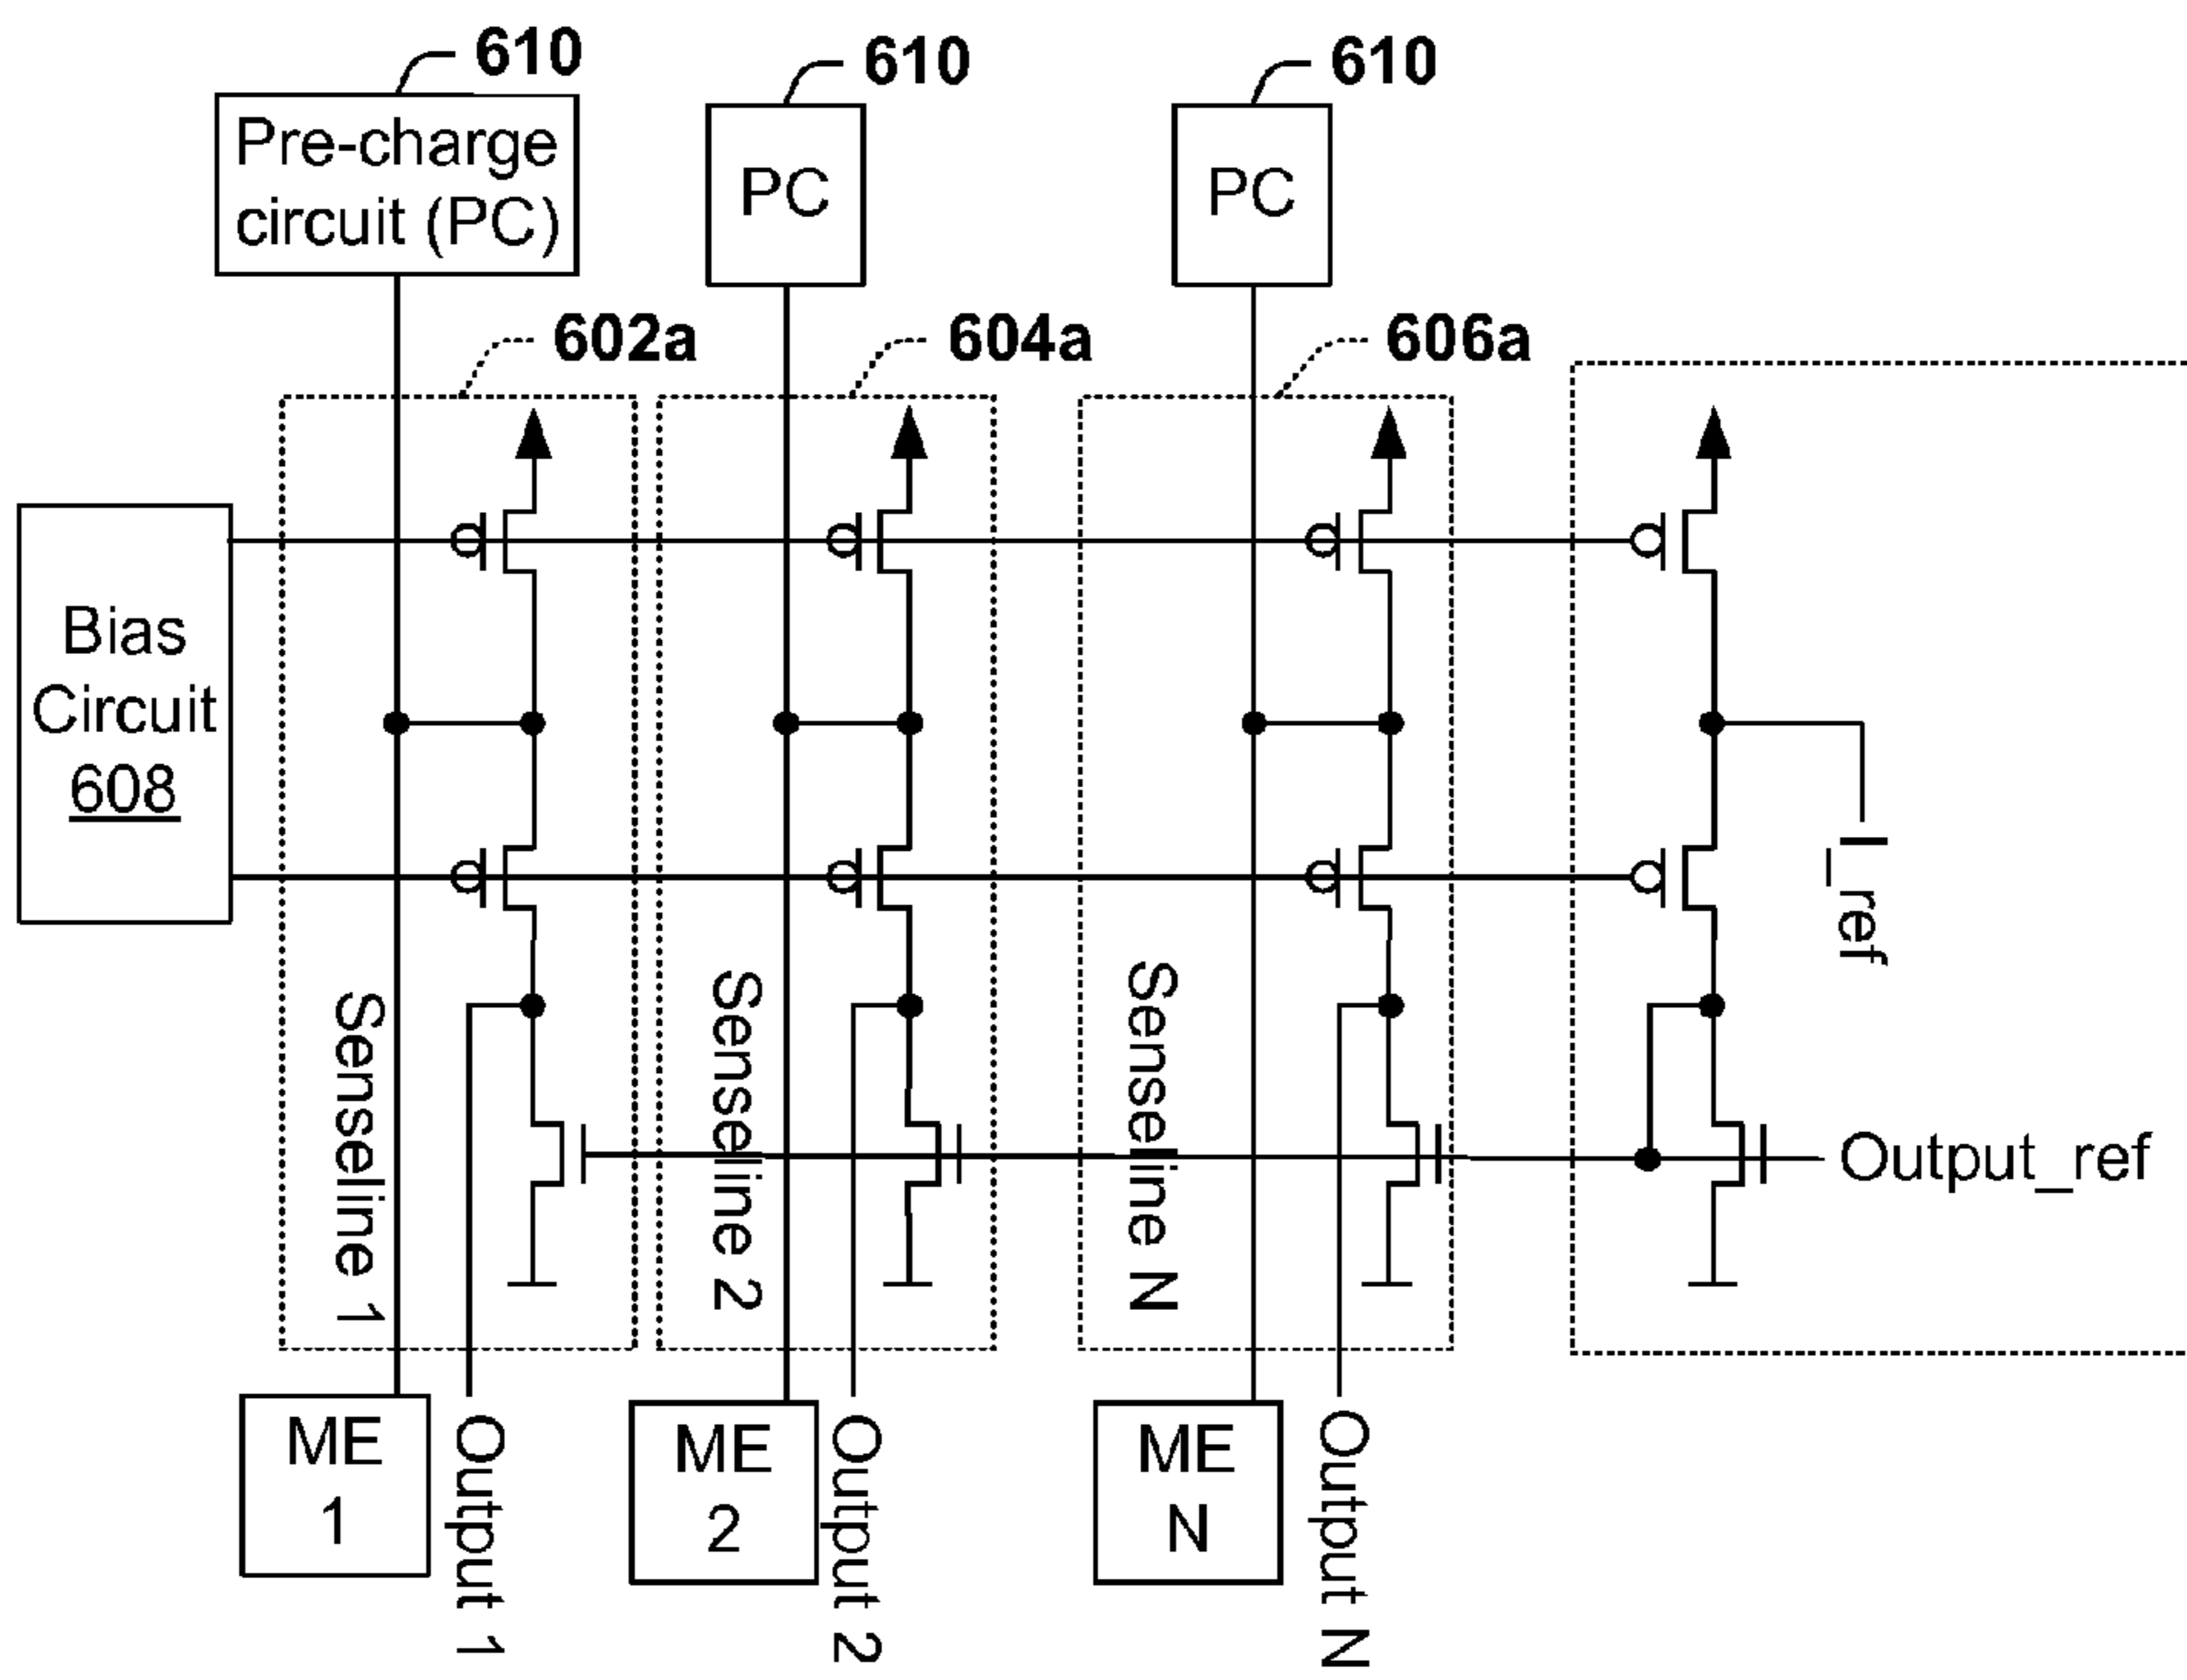 610
610
610
Pre-charge
circuit (PC)
PC
PC
602a
604a
606a
Bias
Circuit
608
I_ref
Senseline 1
Senseline 2
Senseline N
Output_ref
ME
1
Output 1
ME
2
Output 2
ME
N
Output N